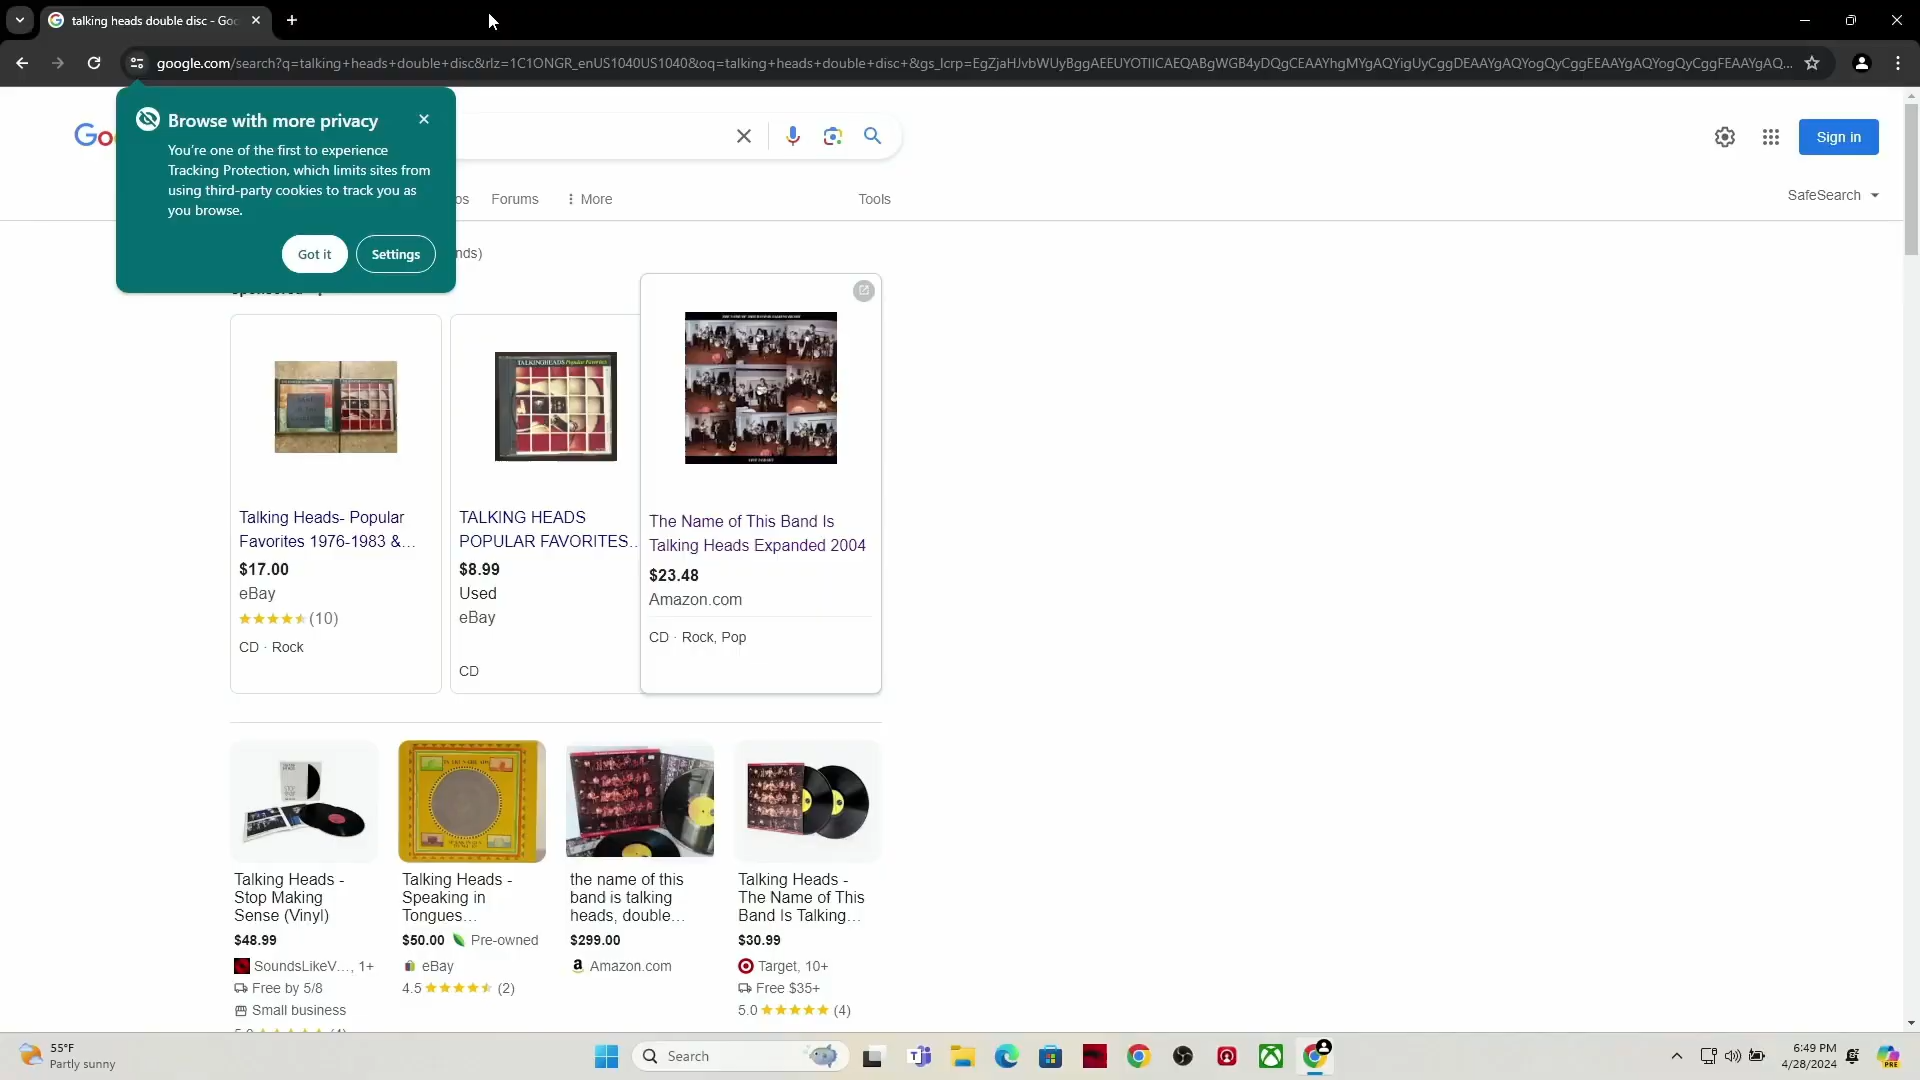 talking heads double disc - Goo
google.com/search?q=talking+heads+double+disc&rlz=1C1ONGR_enUS1040US1040&oq=talking+heads+double+disc+&gs_lcrp=EgZjaHJvbWUyBggAEEUYOTIICAEQABgWGB4yDQgCEAAYhgMYgAQYigUyCggDEAAYgAQYogQyCggEEAAYgAQYogQyCggFEAAYgAQ...
Browse with more privacy
You're one of the first to experience
Tracking Protection, which limits sites from
using third-party cookies to track you as
you browse.
Got it
Settings
Goo
Sign in
os
Forums
More
Tools
SafeSearch
nds)
Talking Heads- Popular
Favorites 1976-1983 &...
$17.00
eBay
(10)
CD · Rock
TALKING HEADS
POPULAR FAVORITES...
$8.99
Used
eBay
CD
TALKINGHEADS Popular Favorites
The Name of This Band Is
Talking Heads Expanded 2004
$23.48
Amazon.com
CD · Rock, Pop
Talking Heads -
Stop Making
Sense (Vinyl)
$48.99
SoundsLikeV..., 1+
Free by 5/8
Small business
Talking Heads -
Speaking in
Tongues...
$50.00 Pre-owned
eBay
4.5 (2)
the name of this
band is talking
heads, double...
$299.00
Amazon.com
Talking Heads -
The Name of This
Band Is Talking...
$30.99
Target, 10+
Free $35+
5.0 (4)
55°F
Partly sunny
Search
6:49 PM
4/28/2024
PRE